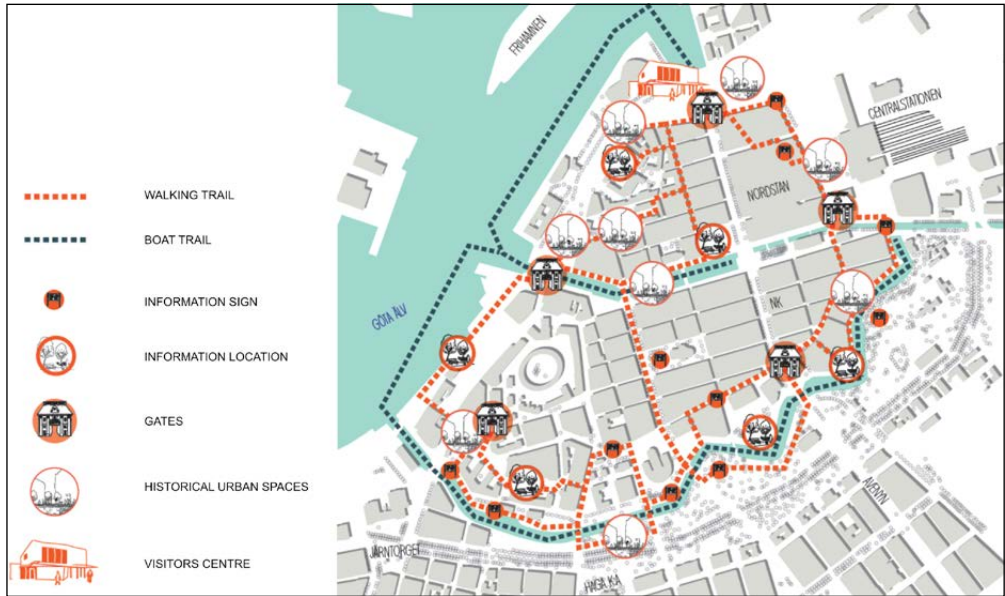 WALKING TRAIL
BOAT TRAIL
INFORMATION SIGN
INFORMATION LOCATION
GATES
HISTORICAL URBAN SPACES
VISITORS CENTRE
FRIHAMNEN
CENTRALSTATIONEN
NORDSTAN
GÖTA ÄLV
NK
AVENYN
JÄRNTORGET
HAGA K:A